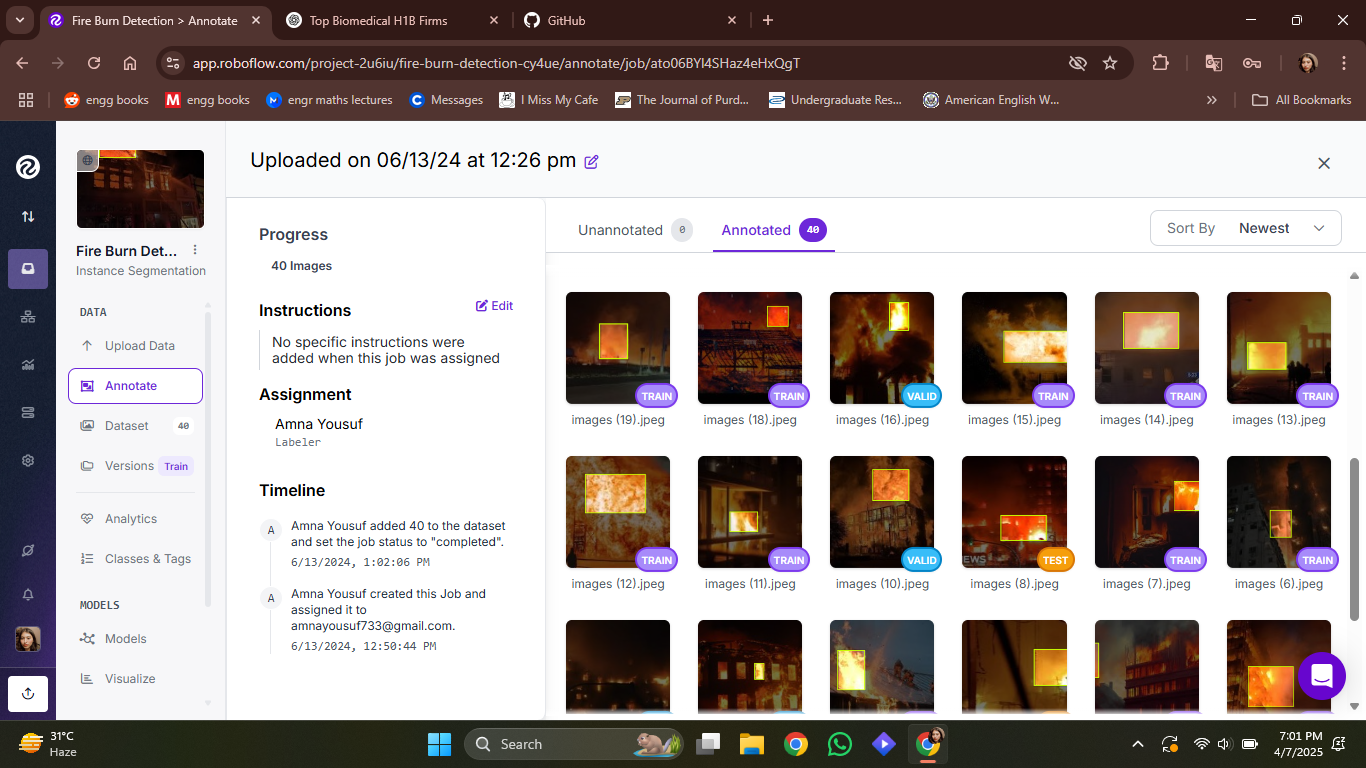 Fire Burn Detection > Annotate
Top Biomedical H1B Firms
GitHub
app.roboflow.com/project-2u6iu/fire-burn-detection-cy4ue/annotate/job/ato06BYl4SHaz4eHxQgT
engg books
engg books
engr maths lectures
Messages
I Miss My Cafe
The Journal of Purd...
Undergraduate Res...
American English W...
All Bookmarks
Uploaded on 06/13/24 at 12:26 pm
Fire Burn Det...
Instance Segmentation
DATA
Upload Data
Annotate
Dataset 40
Versions Train
Analytics
Classes & Tags
MODELS
Models
Visualize
Progress
40 Images
Instructions
Edit
No specific instructions were
added when this job was assigned
Assignment
Amna Yousuf
Labeler
Timeline
A
Amna Yousuf added 40 to the dataset
and set the job status to "completed".
6/13/2024, 1:02:06 PM
A
Amna Yousuf created this Job and
assigned it to
amnayousuf733@gmail.com.
6/13/2024, 12:50:44 PM
Unannotated 0
Annotated 40
Sort By Newest
TRAIN
TRAIN
VALID
TRAIN
TRAIN
TRAIN
images (19).jpeg
images (18).jpeg
images (16).jpeg
images (15).jpeg
images (14).jpeg
images (13).jpeg
TRAIN
TRAIN
VALID
NEWS
TEST
TRAIN
TRAIN
images (12).jpeg
images (11).jpeg
images (10).jpeg
images (8).jpeg
images (7).jpeg
images (6).jpeg
31°C
Haze
Search
7:01 PM
4/7/2025